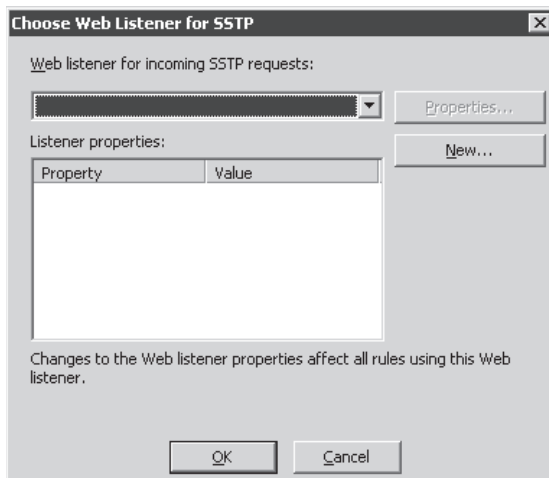 Choose Web Listener for SSTP
Web listener for incoming SSTP requests:
Properties...
Listener properties:
New...
Property Value
Changes to the Web listener properties affect all rules using this Web
listener.
OK Cancel